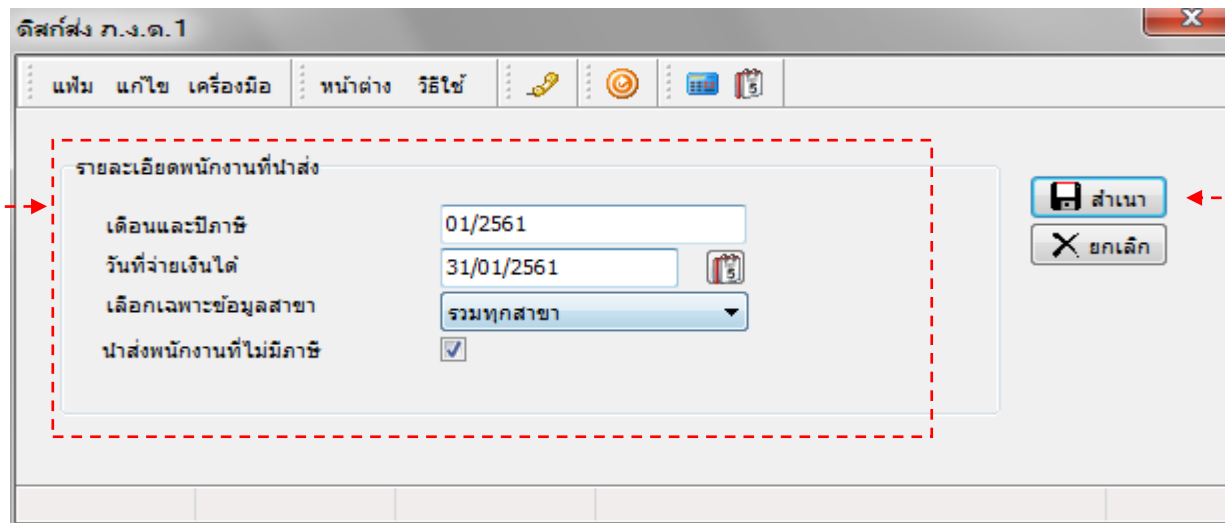 ดิสก์ส่ง ภ.ง.ด.1
แฟ้ม แก้ไข เครื่องมือ หน้าต่าง วิธีใช้
รายละเอียดพนักงานที่นำส่ง
เดือนและปีภาษี 01/2561
วันที่จ่ายเงินได้ 31/01/2561
เลือกเฉพาะข้อมูลสาขา รวมทุกสาขา
นำส่งพนักงานที่ไม่มีภาษี
สำเนา
ยกเลิก